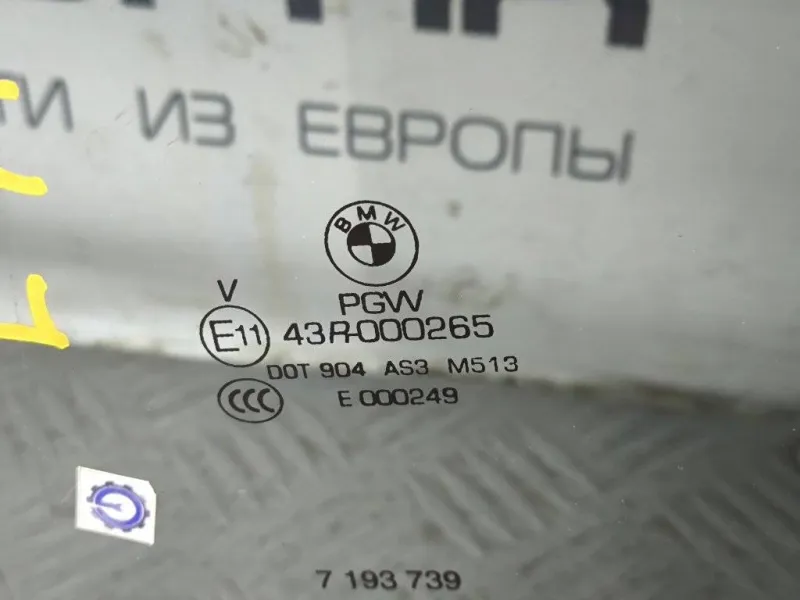 ИЗ ЕВРОПЫ
BMW
PGW
V
E11 43R-000265
DOT 904 AS3 M513
CCC E 000249
7 193 739